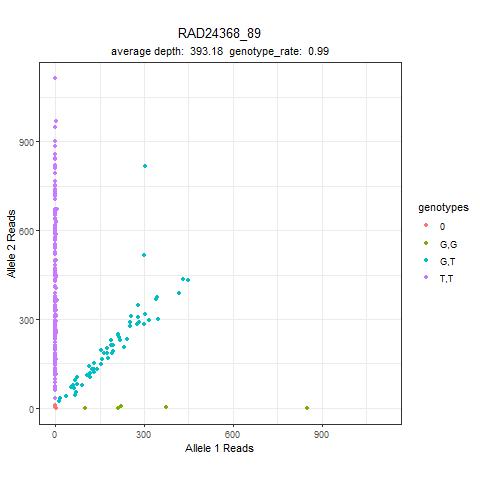 RAD24368_89
average depth:  393.18  genotype_rate:  0.99
900
600
300
0
Allele 2 Reads
0
300
600
900
Allele 1 Reads
genotypes
0
G,G
G,T
T,T